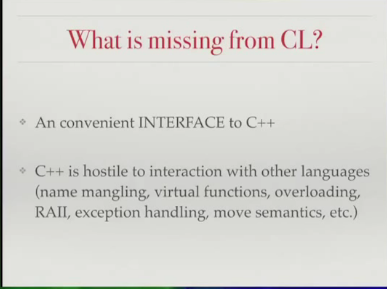 What is missing from CL?
An convenient INTERFACE to C++
C++ is hostile to interaction with other languages
(name mangling, virtual functions, overloading,
RAII, exception handling, move semantics, etc.)